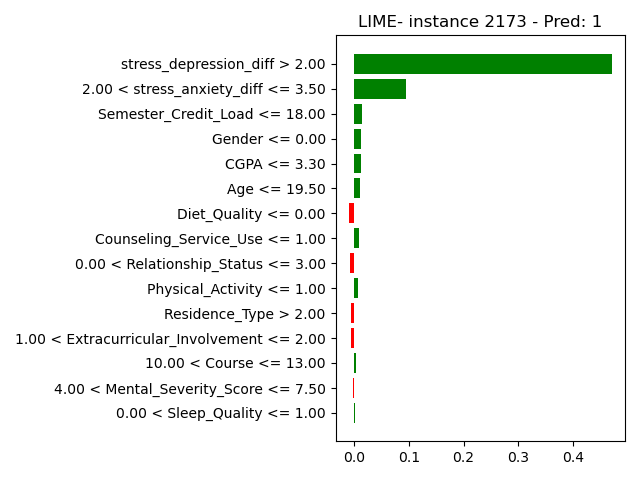 LIME- instance 2173 - Pred: 1
stress_depression_diff > 2.00
2.00 < stress_anxiety_diff <= 3.50
Semester_Credit_Load <= 18.00
Gender <= 0.00
CGPA <= 3.30
Age <= 19.50
Diet_Quality <= 0.00
Counseling_Service_Use <= 1.00
0.00 < Relationship_Status <= 3.00
Physical_Activity <= 1.00
Residence_Type > 2.00
1.00 < Extracurricular_Involvement <= 2.00
10.00 < Course <= 13.00
4.00 < Mental_Severity_Score <= 7.50
0.00 < Sleep_Quality <= 1.00
0.0 0.1 0.2 0.3 0.4